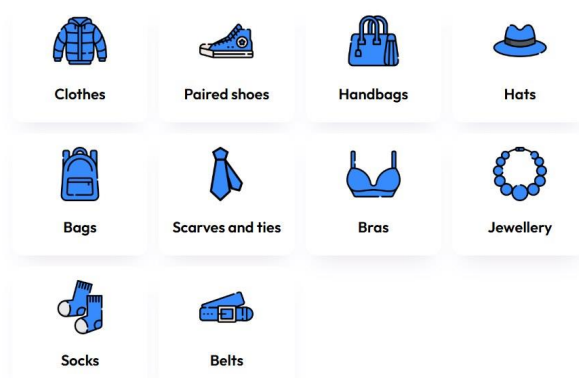 Clothes
Paired shoes
Handbags
Hats
Bags
Scarves and ties
Bras
Jewellery
Socks
Belts